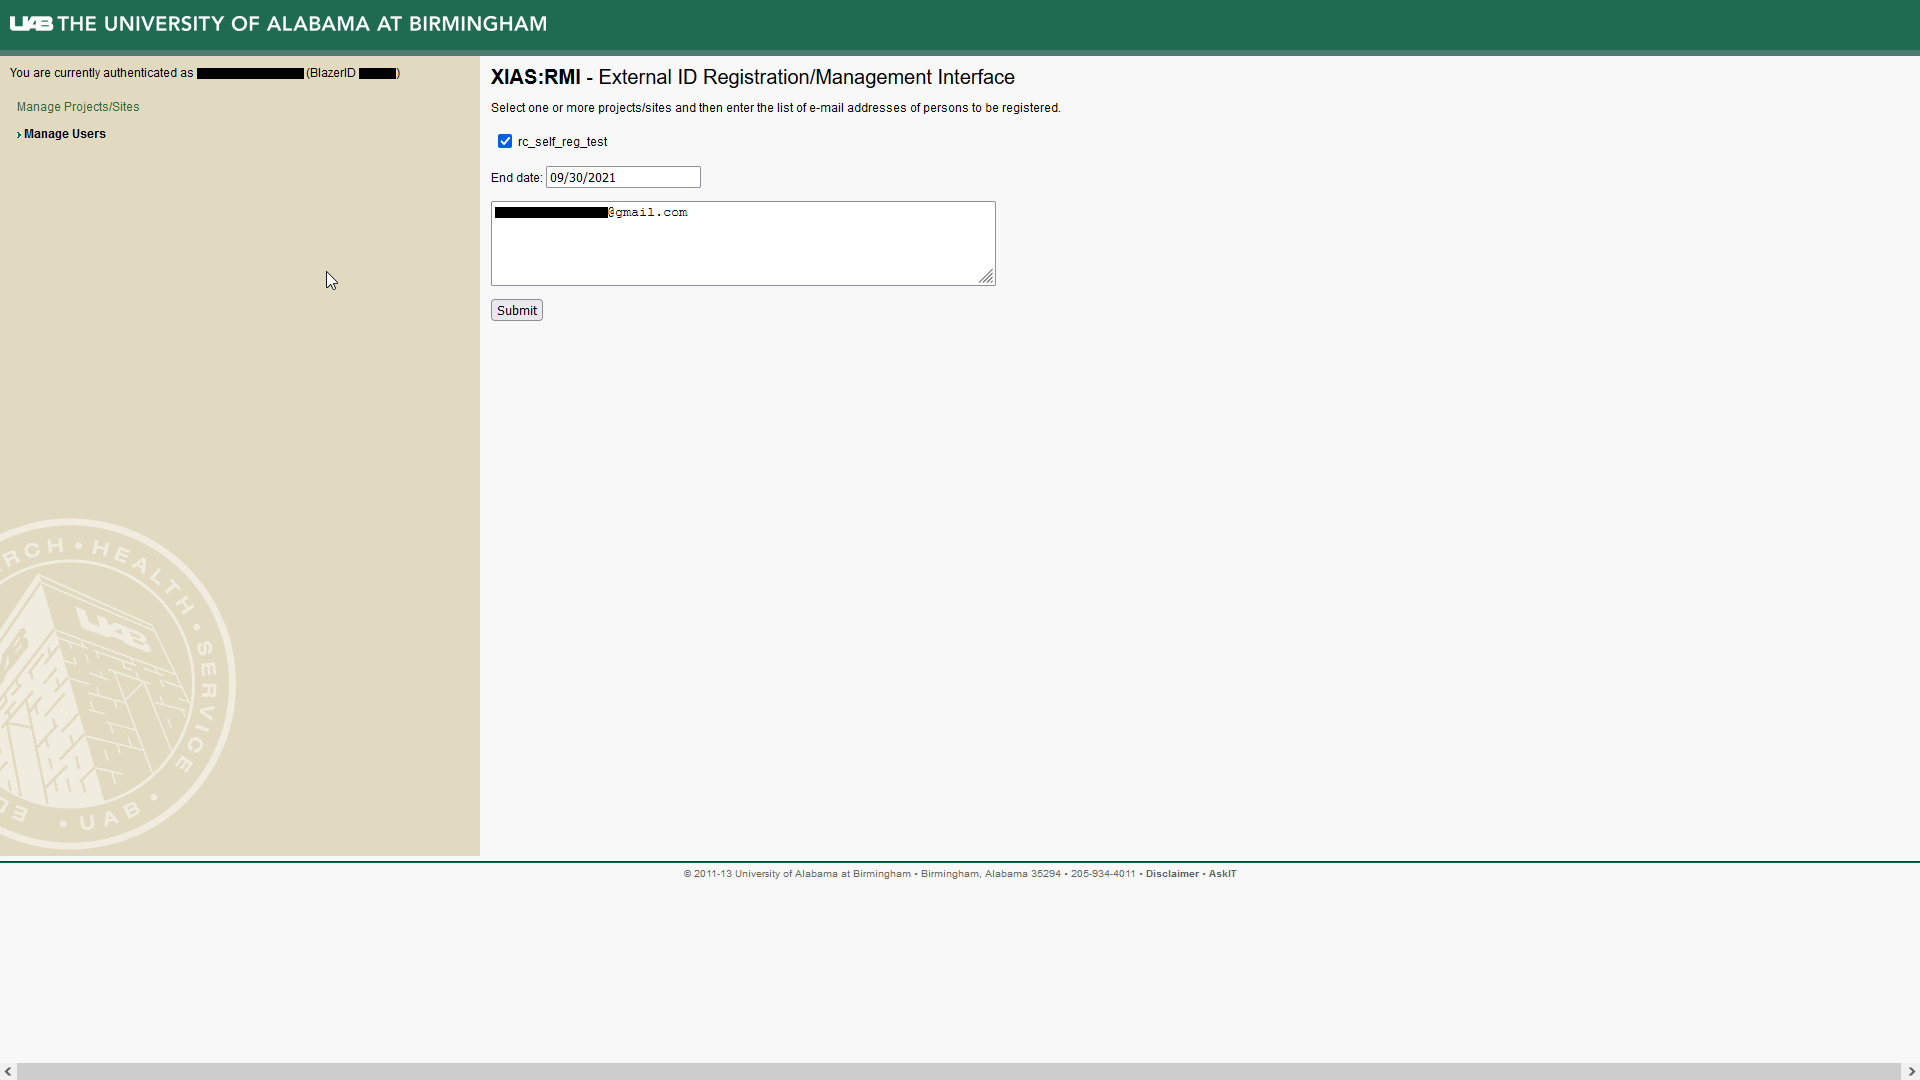 UAB THE UNIVERSITY OF ALABAMA AT BIRMINGHAM
You are currently authenticated as (BlazerID )
Manage Projects/Sites
› Manage Users
XIAS:RMI - External ID Registration/Management Interface
Select one or more projects/sites and then enter the list of e-mail addresses of persons to be registered.
rc_self_reg_test
End date: 09/30/2021
@gmail.com
Submit
RCH • HEALTH • SERVICE
UAB
• UAB •
ED
© 2011-13 University of Alabama at Birmingham • Birmingham, Alabama 35294 • 205-934-4011 • Disclaimer • AskIT